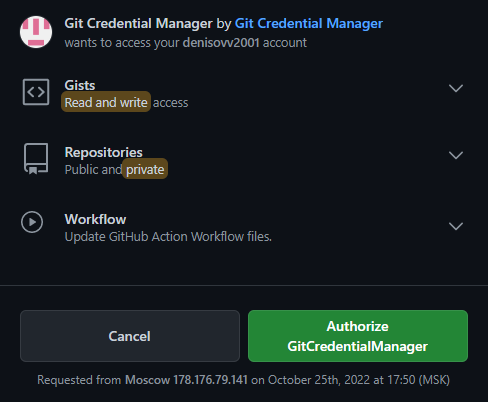 Git Credential Manager by Git Credential Manager
wants to access your denisovv2001 account
Gists
Read and write access
Repositories
Public and private
Workflow
Update GitHub Action Workflow files.
Cancel
Authorize
GitCredentialManager
Requested from Moscow 178.176.79.141 on October 25th, 2022 at 17:50 (MSK)